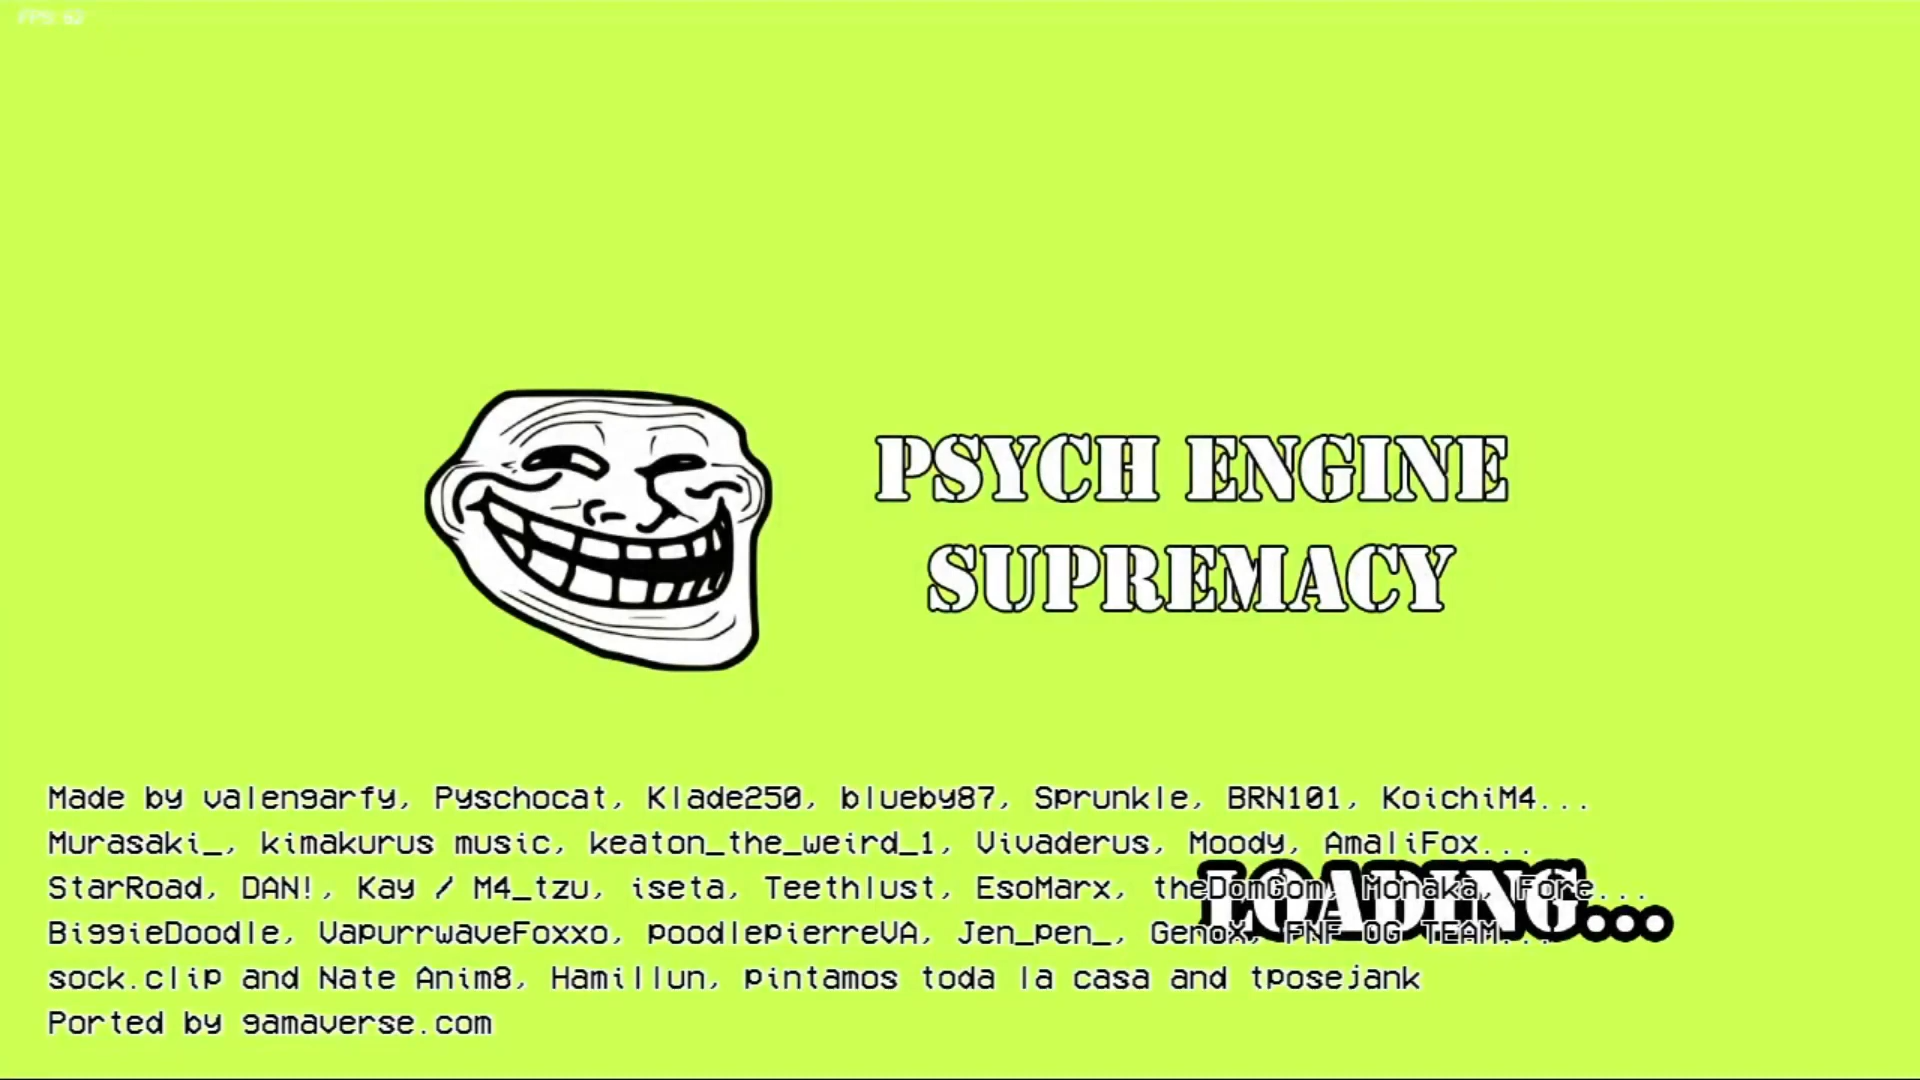 FPS: 62
PSYCH ENGINE
SUPREMACY
Made by valengarfy, Pyschocat, Klade250, blueby87, Sprunkle, BRN101, KoichiM4...
Murasaki_, kimakurus music, keaton_the_weird_1, Vivaderus, Moody, AmaliFox...
StarRoad, DAN!, Kay / M4_tzu, iseta, Teethlust, EsoMarx, theDomGom, Monaka, Fore...
LOADING...
BiggieDoodle, VapurrwaveFoxxo, poodlepierreVA, Jen_pen_, GenoX, FNF OG TEAM...
sock.clip and Nate Anim8, Hamillun, pintamos toda la casa and tposejank
Ported by gamaverse.com